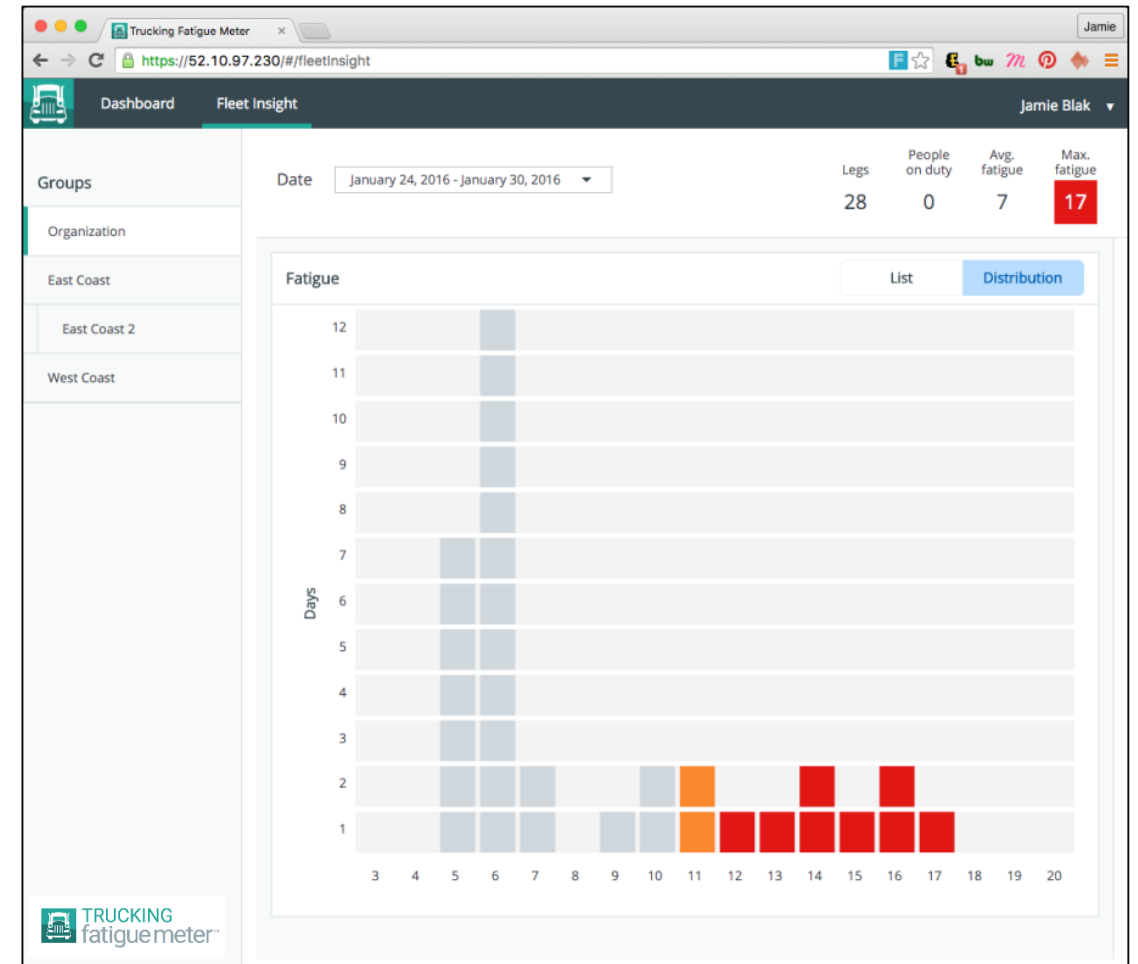 Trucking Fatigue Meter ×
Jamie
https://52.10.97.230/#/fleetInsight
F bw m
1
Dashboard Fleet Insight Jamie Blak
Groups
Organization
East Coast
East Coast 2
West Coast
Date January 24, 2016 - January 30, 2016
Legs People on duty Avg. fatigue Max. fatigue
28 0 7 17
Fatigue List Distribution
12
11
10
9
8
7
6
5
4
3
2
1
Days
3 4 5 6 7 8 9 10 11 12 13 14 15 16 17 18 19 20
TRUCKING
fatigue meter™